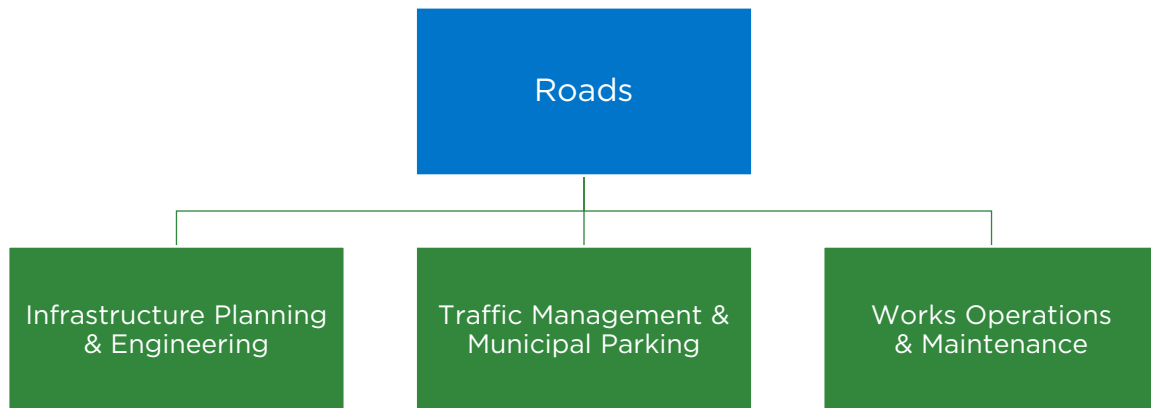 Roads
Infrastructure Planning
& Engineering
Traffic Management &
Municipal Parking
Works Operations
& Maintenance